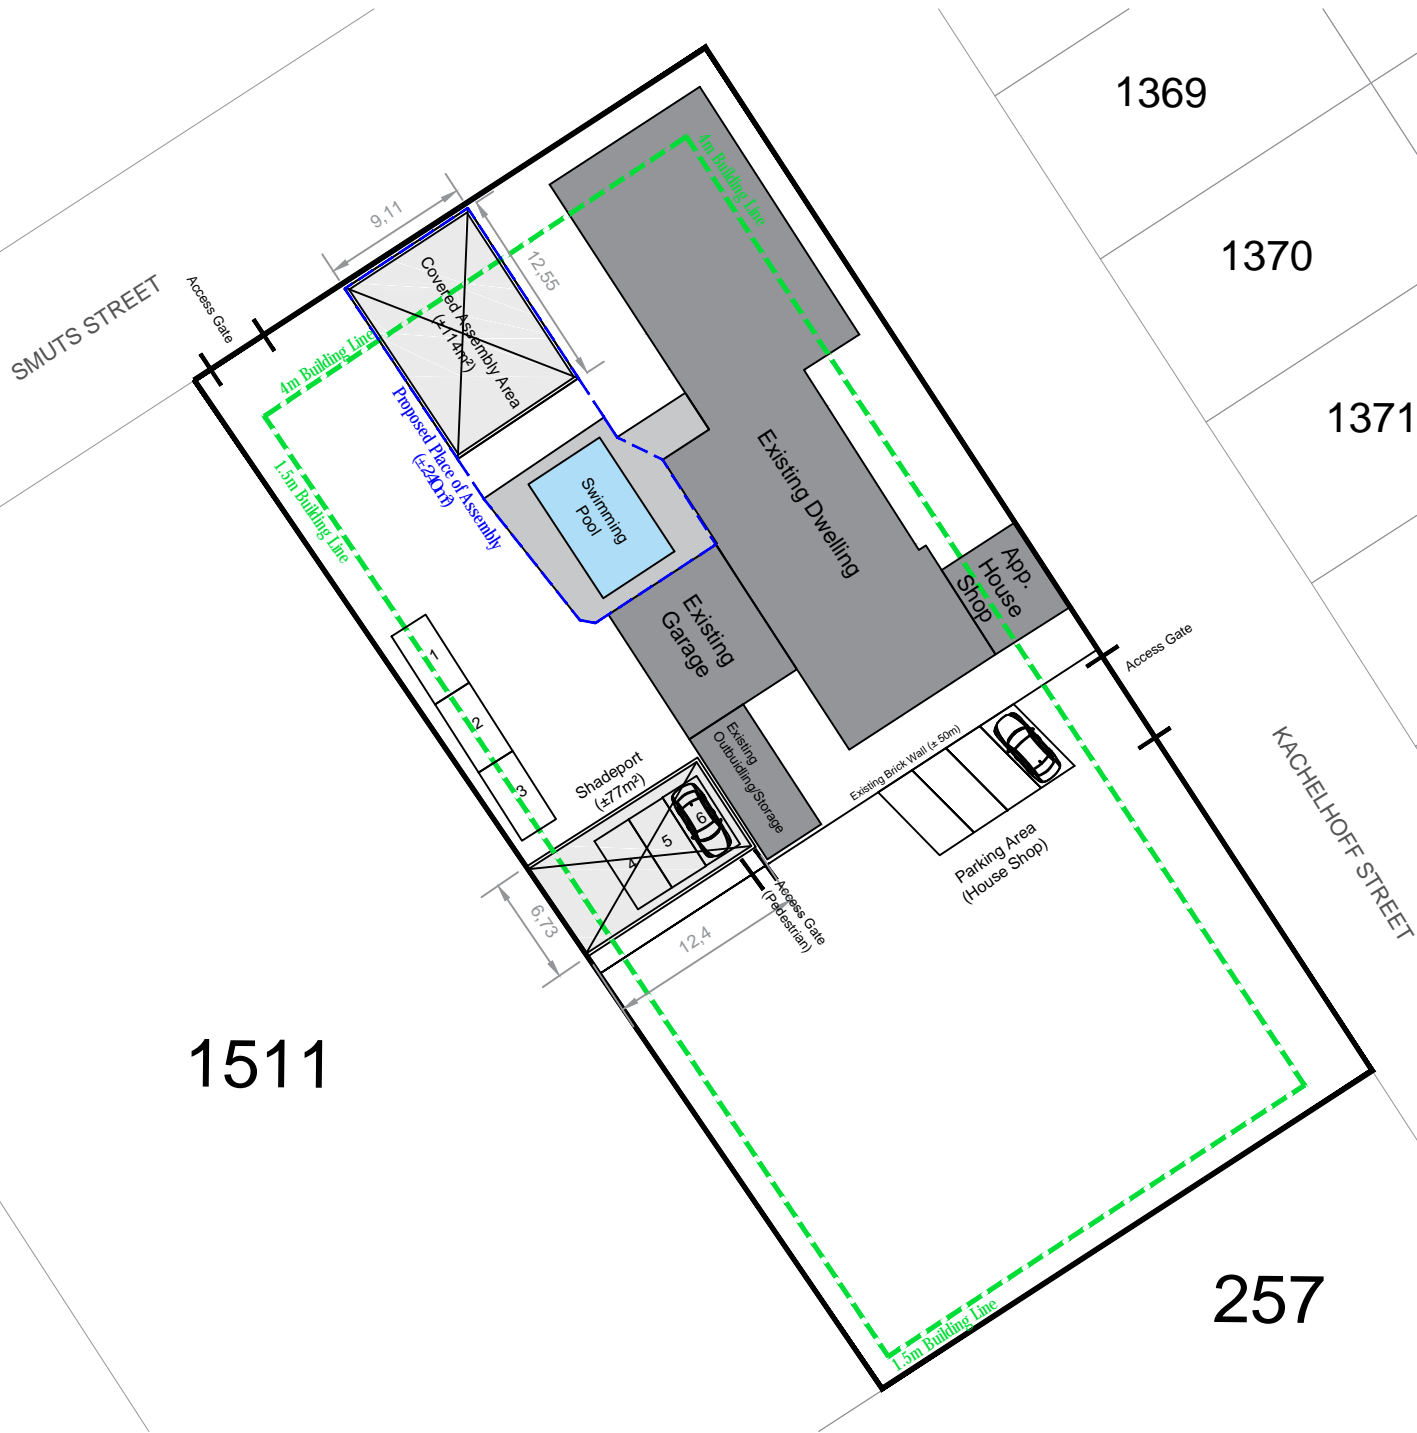 1369
1370
1371
SMUTS STREET
Access Gate
9,11
12,55
4m Building Line
4m Building Line
Covered Assembly Area
(±114m²)
Proposed Place of Assembly
(±240m²)
1.5m Building Line
Swimming
Pool
Existing Dwelling
App.
House
Shop
Existing
Garage
Access Gate
1
2
3
Shadeport
(±77m²)
4
5
6
Existing
Outbuidling/Storage
Existing Brick Wall (± 50m)
Parking Area
(House Shop)
Access Gate
(Pedestrian)
6,73
12,4
KACHELHOFF STREET
1511
257
1.5m Building Line